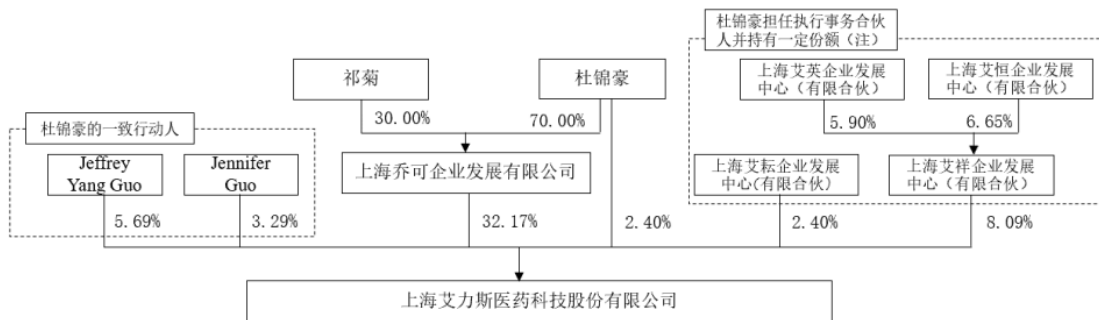 杜锦豪担任执行事务合伙
人并持有一定份额（注）
祁菊
杜锦豪
上海艾英企业发展
中心（有限合伙）
上海艾恒企业发展
中心（有限合伙）
30.00%
70.00%
5.90%
6.65%
杜锦豪的一致行动人
Jeffrey
Yang Guo
Jennifer
Guo
上海乔可企业发展有限公司
上海艾耘企业发展
中心(有限合伙)
上海艾祥企业发展
中心（有限合伙）
5.69%
3.29%
32.17%
2.40%
2.40%
8.09%
上海艾力斯医药科技股份有限公司